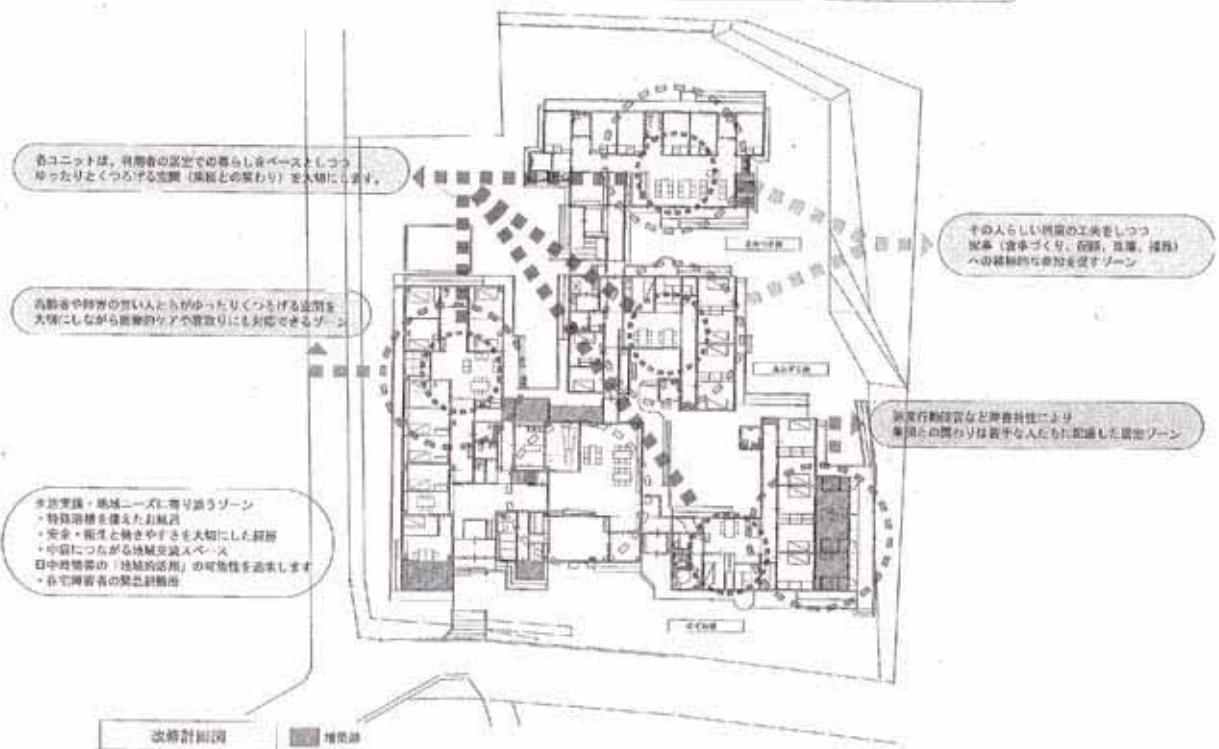 各ユニットは、利用者の居室での暮らしをベースとしつつ
ゆったりとくつろげる空間(集団との関わり)を大切にします。
その人らしい居室の工夫をしつつ
家事(食事づくり、配膳、洗濯、掃除)
への積極的な参加を促すゾーン
高齢者や障害の重い人たちがゆったりくつろげる空間を
大切にしながら医療的ケアや看取りにも対応できるゾーン
強度行動障害など障害特性により
集団との関わりは苦手な人たちに配慮した居室ゾーン
生活支援・地域ニーズに寄り添うゾーン
・特殊浴槽を備えたお風呂
・安全・衛生と働きやすさを大切にした厨房
・中庭につながる地域交流スペース
日中時間帯の「地域的活用」の可能性を追求します
・在宅障害者の緊急避難所
改修計画図
増築部